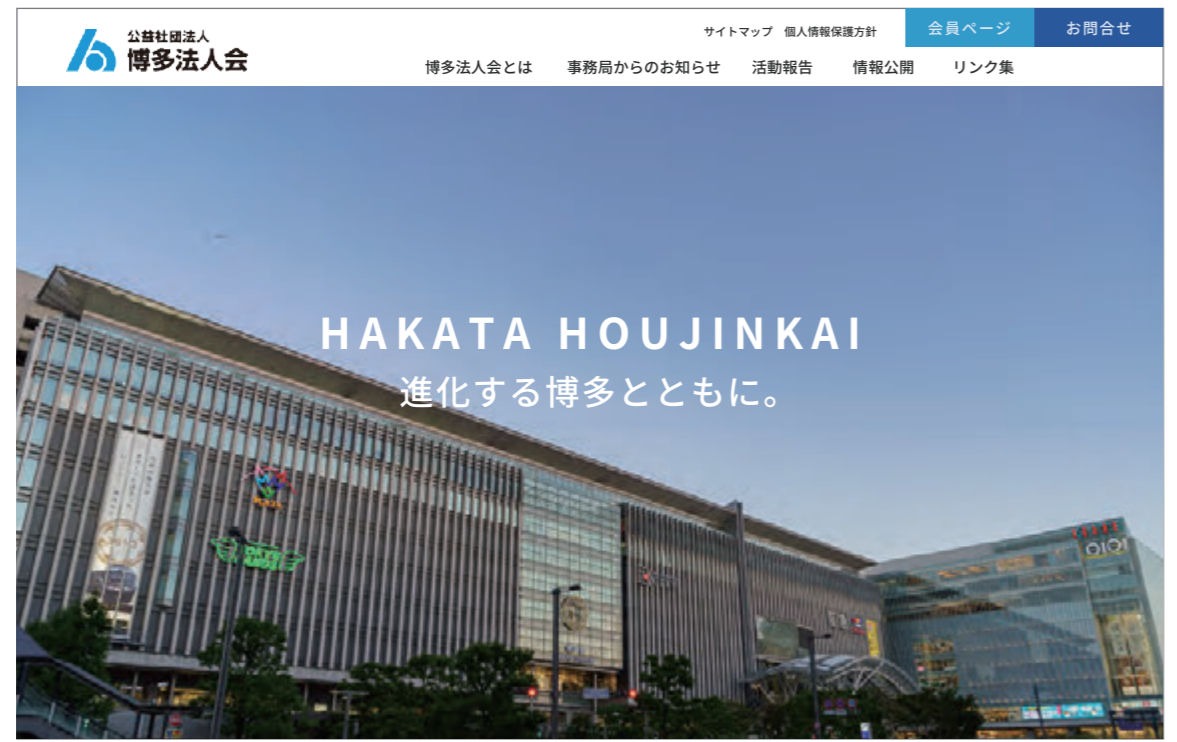 公益社団法人
博多法人会
サイトマップ 個人情報保護方針 会員ページ お問合せ
博多法人会とは 事務局からのお知らせ 活動報告 情報公開 リンク集
HAKATA HOUJINKAI
進化する博多とともに。
TOKYU
HANDS
OIOI